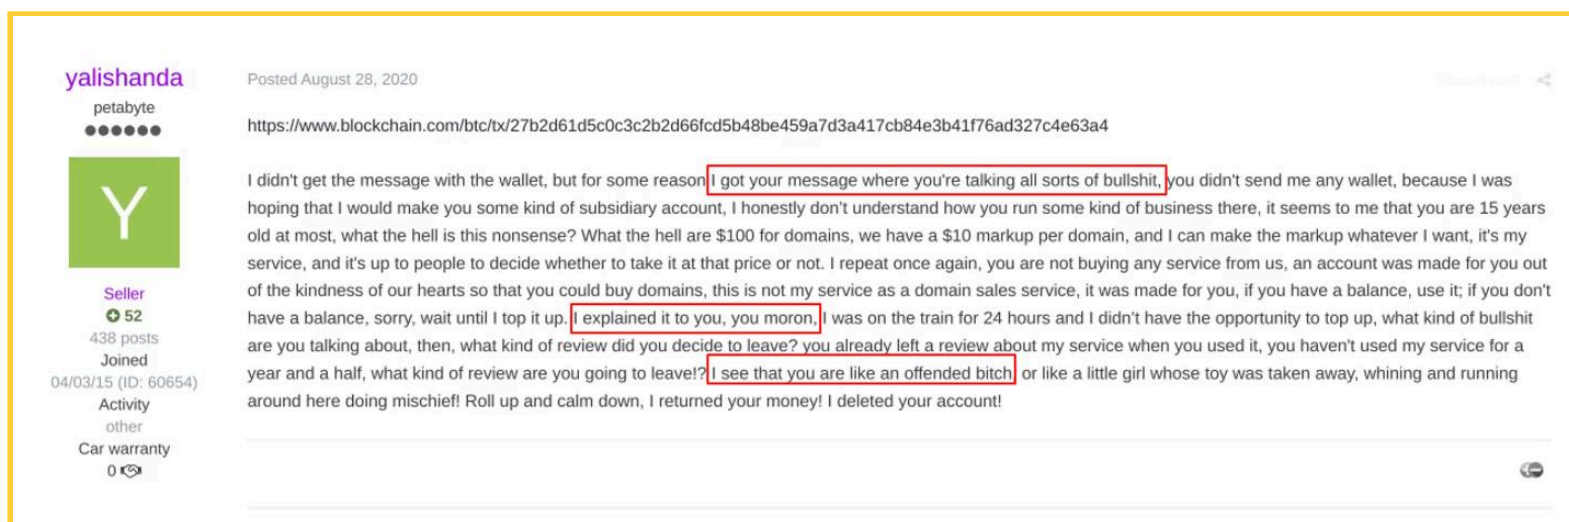 yalishanda
petabyte
Y
Seller
52
438 posts
Joined
04/03/15 (ID: 60654)
Activity
other
Car warranty
0
Posted August 28, 2020
https://www.blockchain.com/btc/tx/27b2d61d5c0c3c2b2d66fcd5b48be459a7d3a417cb84e3b41f76ad327c4e63a4
I didn't get the message with the wallet, but for some reason I got your message where you're talking all sorts of bullshit, you didn't send me any wallet, because I was
hoping that I would make you some kind of subsidiary account, I honestly don't understand how you run some kind of business there, it seems to me that you are 15 years
old at most, what the hell is this nonsense? What the hell are $100 for domains, we have a $10 markup per domain, and I can make the markup whatever I want, it's my
service, and it's up to people to decide whether to take it at that price or not. I repeat once again, you are not buying any service from us, an account was made for you out
of the kindness of our hearts so that you could buy domains, this is not my service as a domain sales service, it was made for you, if you have a balance, use it; if you don't
have a balance, sorry, wait until I top it up. I explained it to you, you moron, I was on the train for 24 hours and I didn't have the opportunity to top up, what kind of bullshit
are you talking about, then, what kind of review did you decide to leave? you already left a review about my service when you used it, you haven't used my service for a
year and a half, what kind of review are you going to leave!? I see that you are like an offended bitch or like a little girl whose toy was taken away, whining and running
around here doing mischief! Roll up and calm down, I returned your money! I deleted your account!